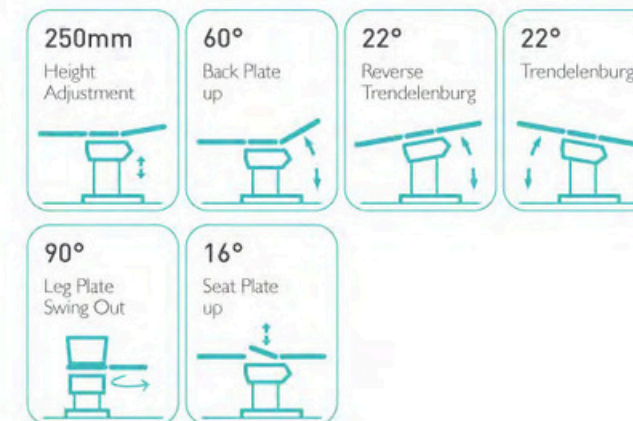 250mm
Height
Adjustment
60°
Back Plate
up
22°
Reverse
Trendelenburg
22°
Trendelenburg
90°
Leg Plate
Swing Out
16°
Seat Plate
up